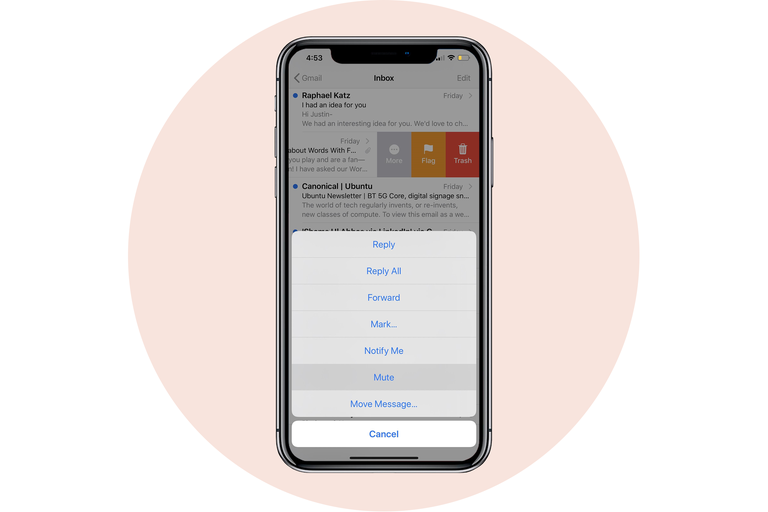 4:53
Gmail
Inbox
Edit
Raphael Katz
Friday
I had an idea for you
Hi Justin-
We had an interesting idea for you. We'd love to ch...
Friday
about Words With F...
you play and are a fan—
n! I have asked our Wor...
More
Flag
Trash
Canonical | Ubuntu
Friday
Ubuntu Newsletter | BT 5G Core, digital signage sn...
The world of tech regularly invents, or re-invents,
new classes of compute. To view this email as a we...
Reply
Reply All
Forward
Mark...
Notify Me
Mute
Move Message...
Cancel